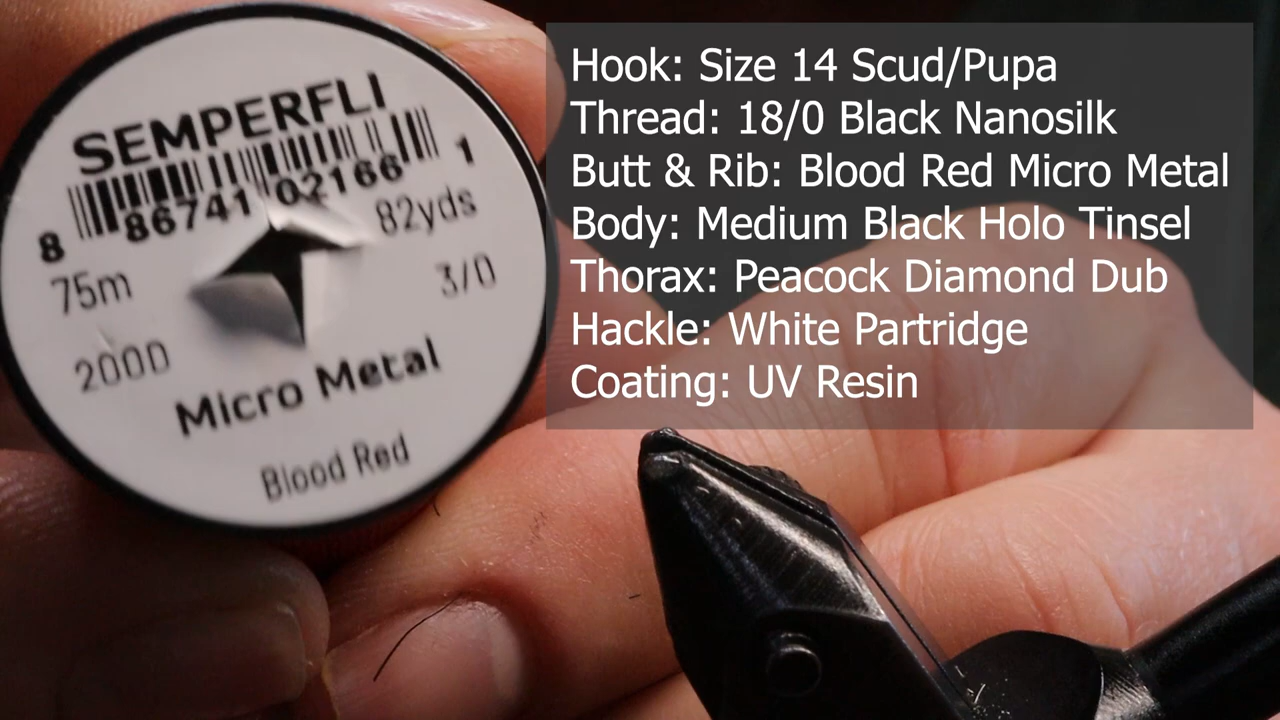 SEMPERFLI
8 86741 02166 1
82yds
75m
3/0
200D
Micro Metal
Blood Red
Hook: Size 14 Scud/Pupa
Thread: 18/0 Black Nanosilk
Butt & Rib: Blood Red Micro Metal
Body: Medium Black Holo Tinsel
Thorax: Peacock Diamond Dub
Hackle: White Partridge
Coating: UV Resin